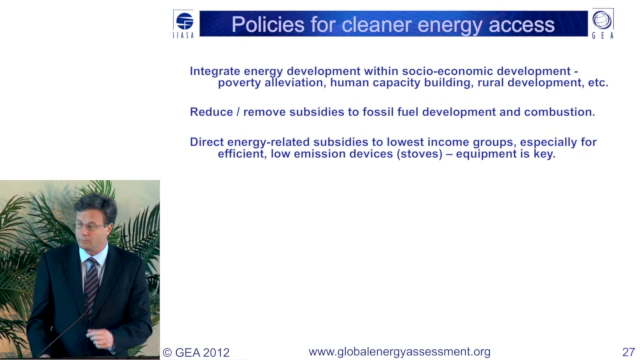 IIASA
Policies for cleaner energy access
GEA
Integrate energy development within socio-economic development -
poverty alleviation, human capacity building, rural development, etc.
Reduce / remove subsidies to fossil fuel development and combustion.
Direct energy-related subsidies to lowest income groups, especially for
efficient, low emission devices (stoves) – equipment is key.
© GEA 2012
www.globalenergyassessment.org
27